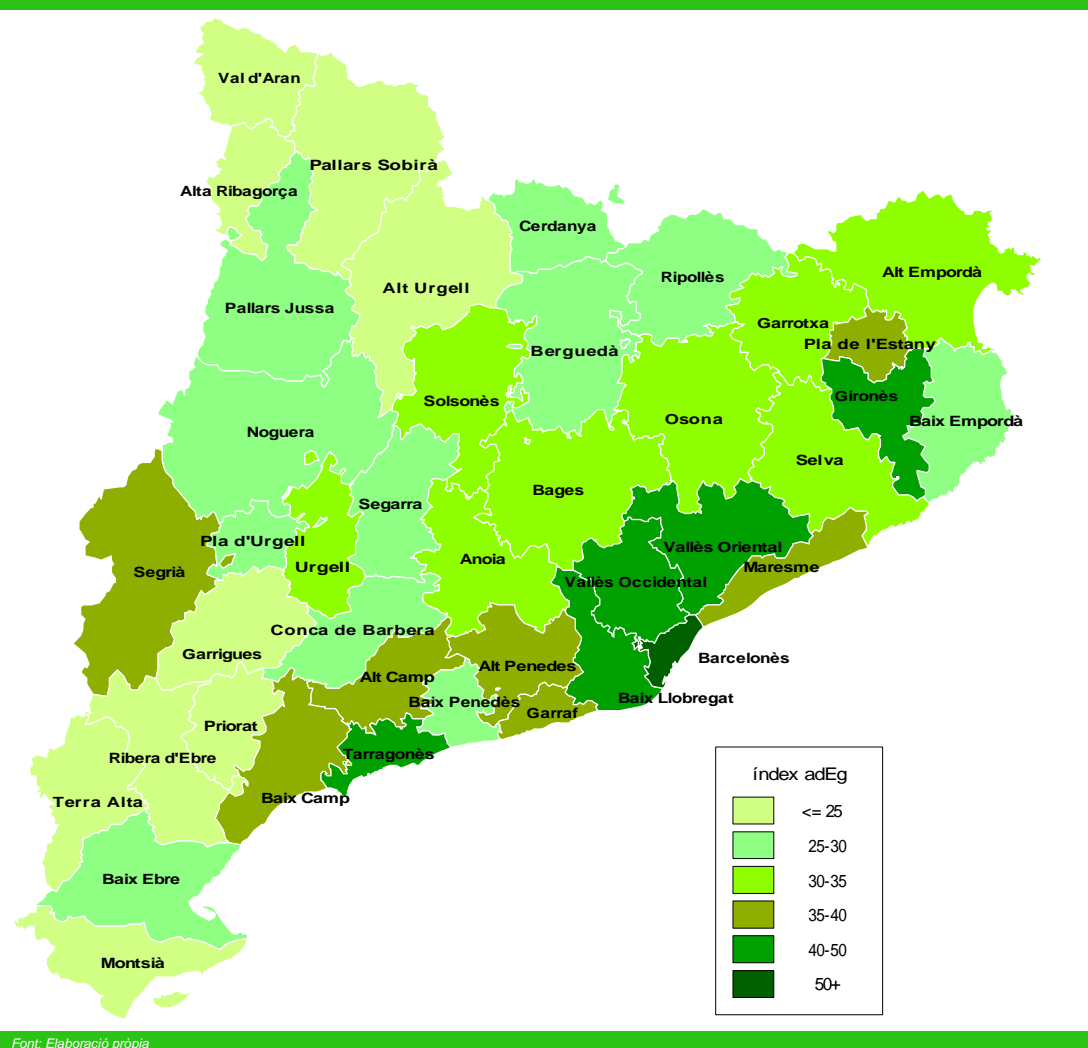 Val d'Aran
Pallars Sobirà
Alta Ribagorça
Cerdanya
Ripollès
Alt Empordà
Alt Urgell
Pallars Jussa
Garrotxa
Pla de l'Estany
Berguedà
Gironès
Solsonès
Baix Empordà
Osona
Noguera
Selva
Bages
Segarra
Pla d'Urgell
Vallès Oriental
Anoia
Urgell
Maresme
Segrià
Vallès Occidental
Conca de Barbera
Garrigues
Barcelonès
Alt Penedes
Alt Camp
Baix Llobregat
Baix Penedès
Garraf
Priorat
Tarragonès
Ribera d'Ebre
Baix Camp
Terra Alta
Baix Ebre
Montsià
índex adEg
<= 25
25-30
30-35
35-40
40-50
50+
Font: Elaboració pròpia